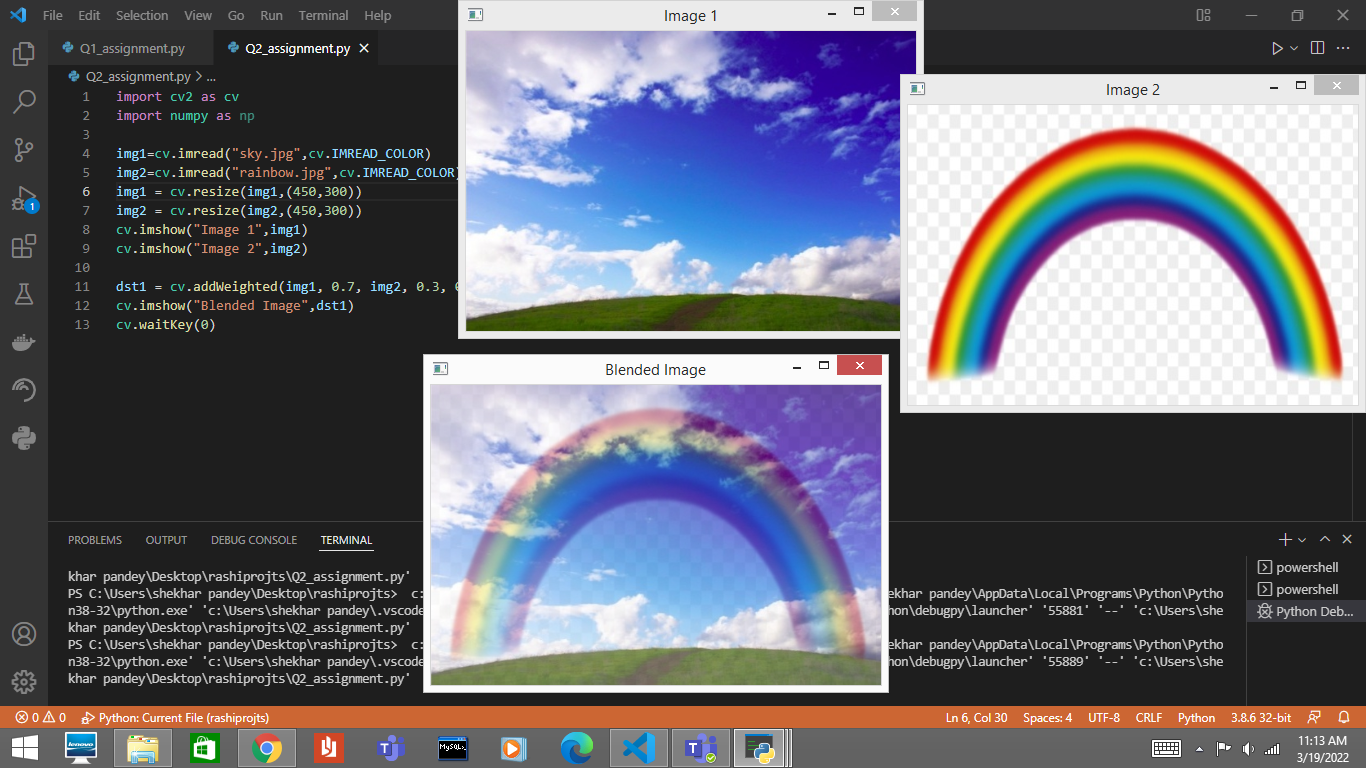 File Edit Selection View Go Run Terminal Help
Q1_assignment.py
Q2_assignment.py
Q2_assignment.py > ...
1 import cv2 as cv
2 import numpy as np
3
4 img1=cv.imread("sky.jpg",cv.IMREAD_COLOR)
5 img2=cv.imread("rainbow.jpg",cv.IMREAD_COLOR)
6 img1 = cv.resize(img1,(450,300))
7 img2 = cv.resize(img2,(450,300))
8 cv.imshow("Image 1",img1)
9 cv.imshow("Image 2",img2)
10
11 dst1 = cv.addWeighted(img1, 0.7, img2, 0.3,
12 cv.imshow("Blended Image",dst1)
13 cv.waitKey(0)
Image 1
Image 2
Blended Image
1
PROBLEMS OUTPUT DEBUG CONSOLE TERMINAL
khar pandey\Desktop\rashiprojts\Q2_assignment.py'
PS C:\Users\shekhar pandey\Desktop\rashiprojts> c: ekhar pandey\AppData\Local\Programs\Python\Pytho
n38-32\python.exe' 'c:\Users\shekhar pandey\.vscode hon\debugpy\launcher' '55881' '--' 'c:\Users\she
khar pandey\Desktop\rashiprojts\Q2_assignment.py'
PS C:\Users\shekhar pandey\Desktop\rashiprojts> c: ekhar pandey\AppData\Local\Programs\Python\Pytho
n38-32\python.exe' 'c:\Users\shekhar pandey\.vscode hon\debugpy\launcher' '55889' '--' 'c:\Users\she
khar pandey\Desktop\rashiprojts\Q2_assignment.py'
powershell
powershell
Python Deb...
0 0 Python: Current File (rashiprojts) Ln 6, Col 30 Spaces: 4 UTF-8 CRLF Python 3.8.6 32-bit
lenovo
MySQL
11:13 AM
3/19/2022